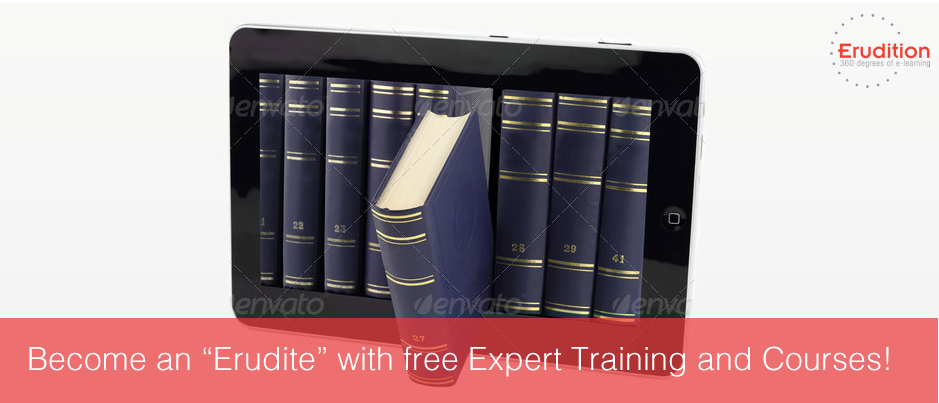 Erudition
360 degrees of e-learning
envato
envato
envato
1
22
23
28
29
41
envato
envato
envato
27
Become an “Erudite” with free Expert Training and Courses!